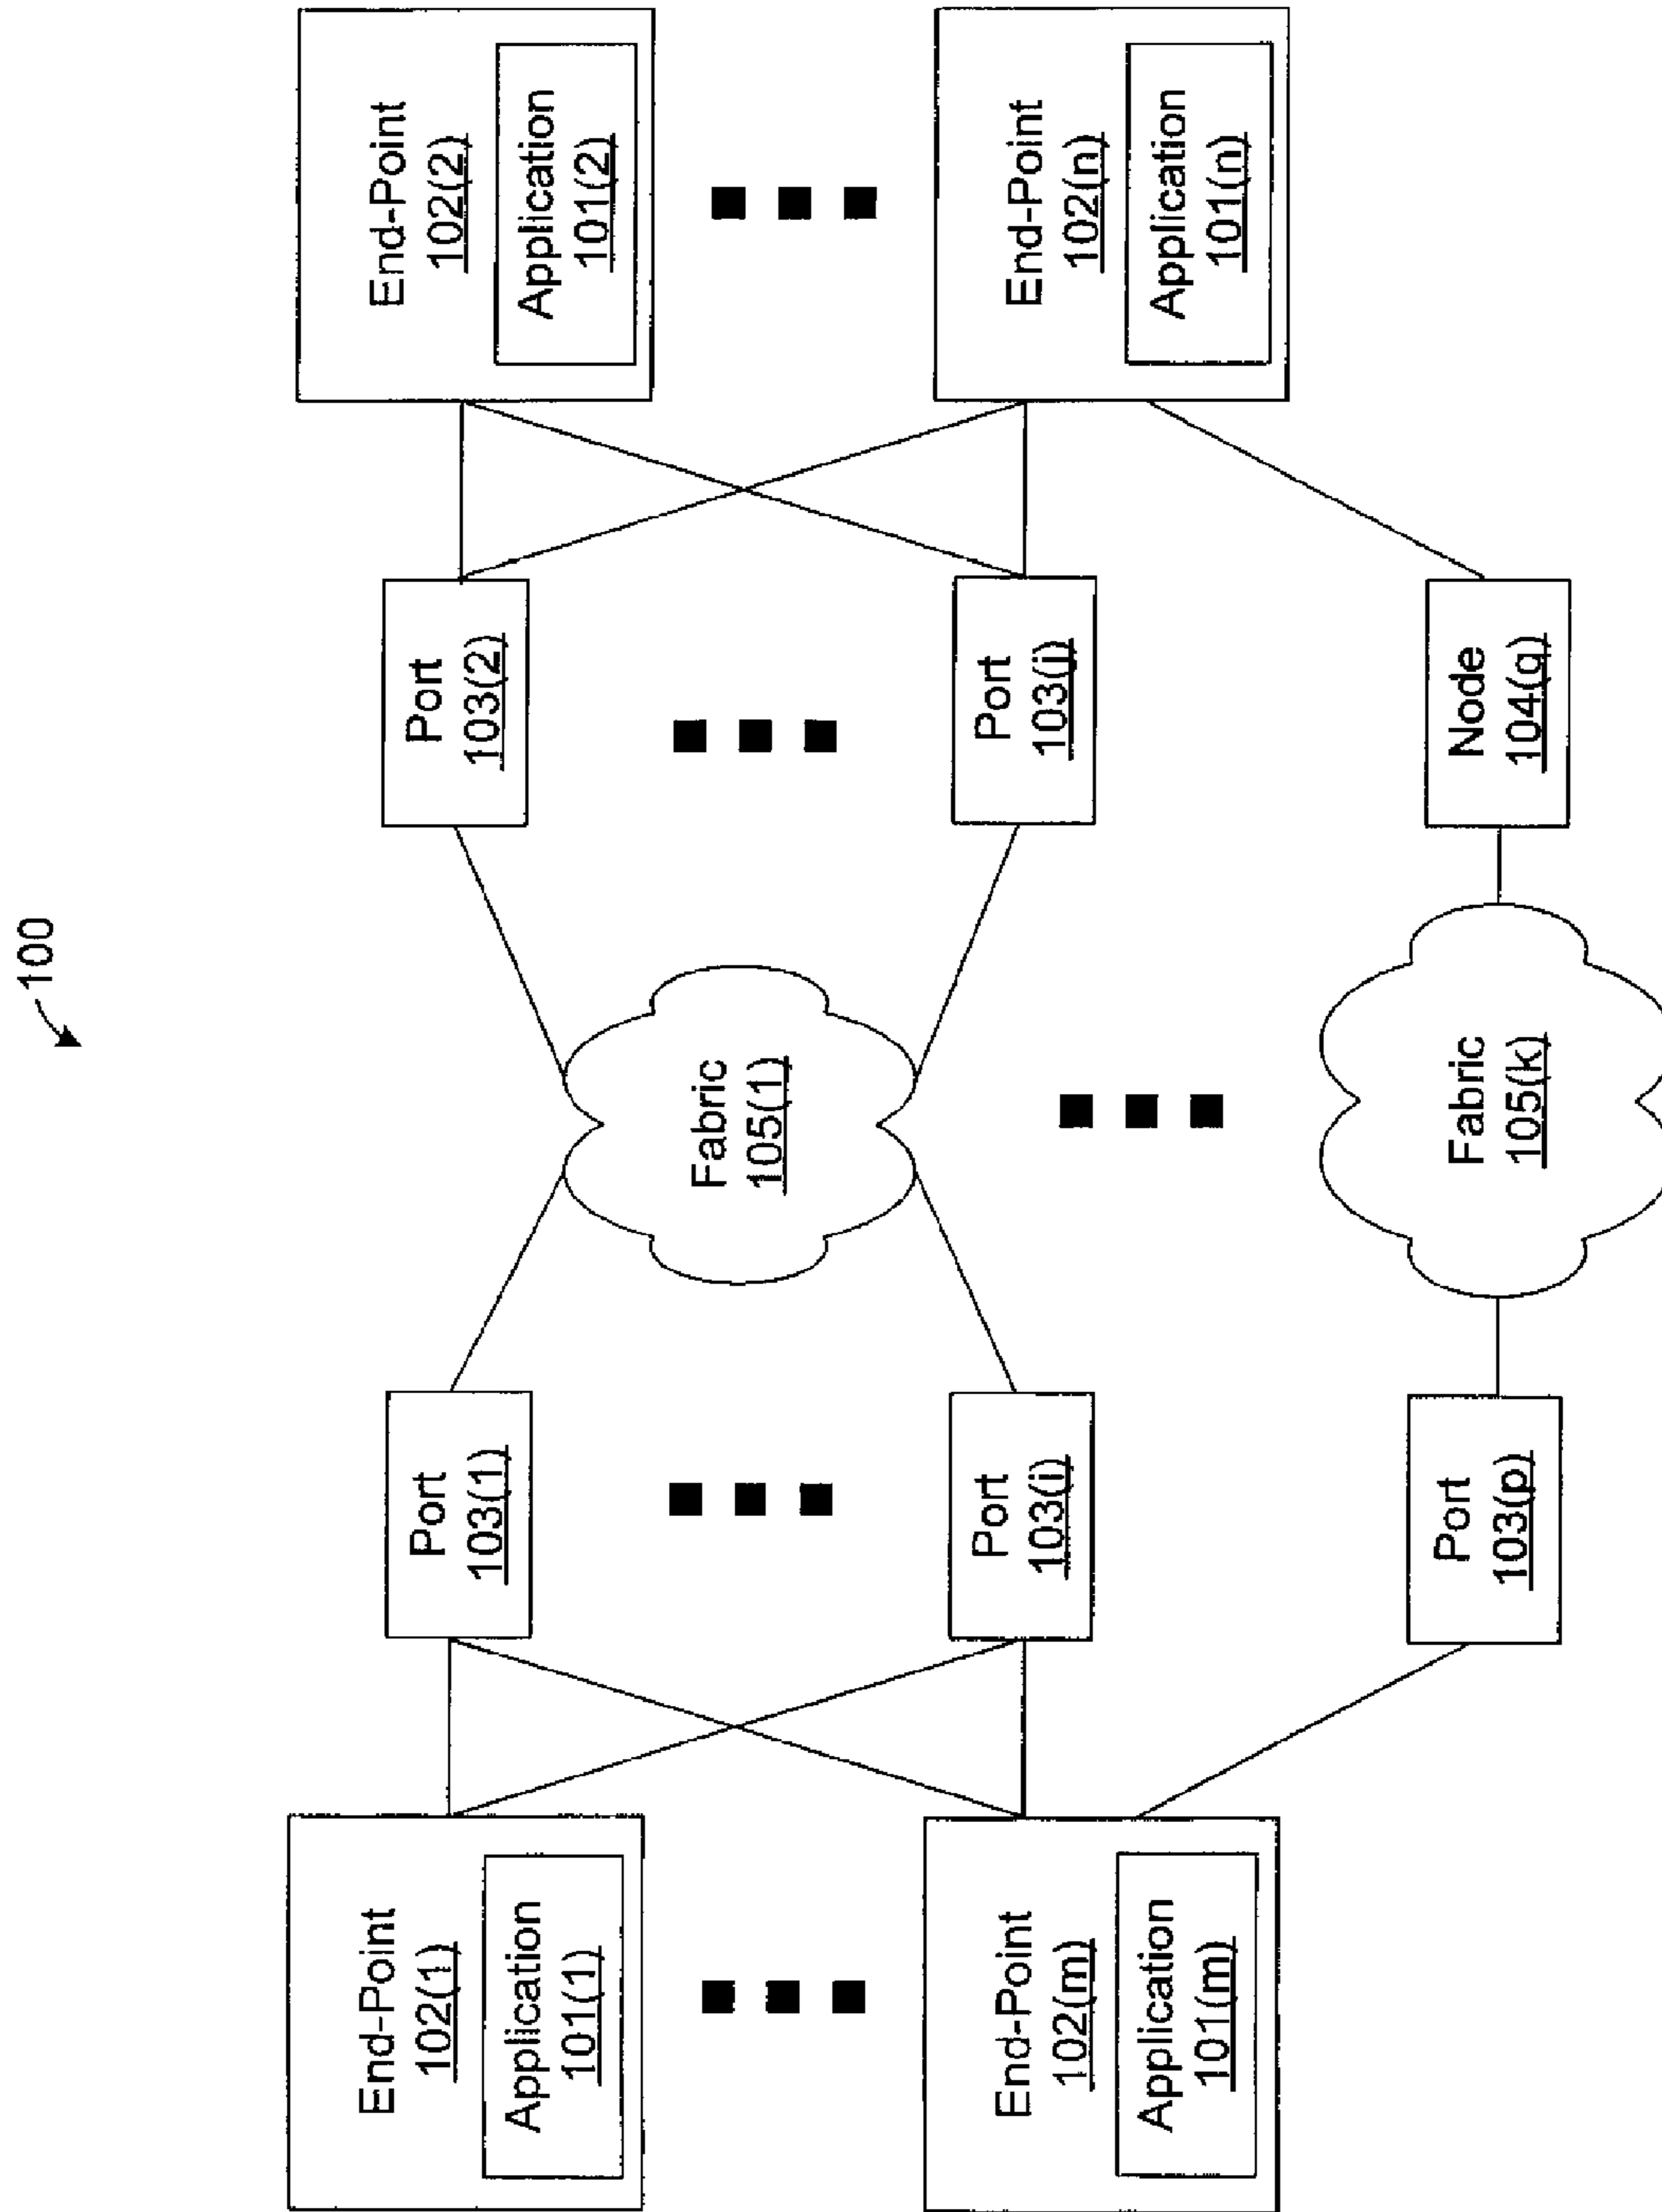 100
End-Point
102(1)
Application
101(1)
Port
103(1)
Fabric
105(1)
Port
103(2)
End-Point
102(2)
Application
101(2)
End-Point
102(m)
Application
101(m)
Port
103(i)
Port
103(j)
End-Point
102(n)
Application
101(n)
Port
103(p)
Fabric
105(k)
Node
104(q)